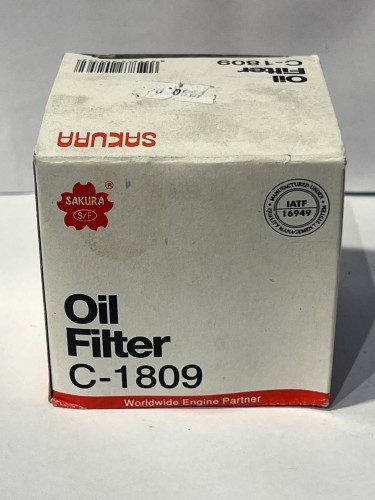 Oil
Filter
C-1809
SAKURA
SAKURA
®
S/F
MANUFACTURED UNDER
IATF
16949
QUALITY MANAGEMENT SYSTEM
Oil
Filter
C-1809
Worldwide Engine Partner